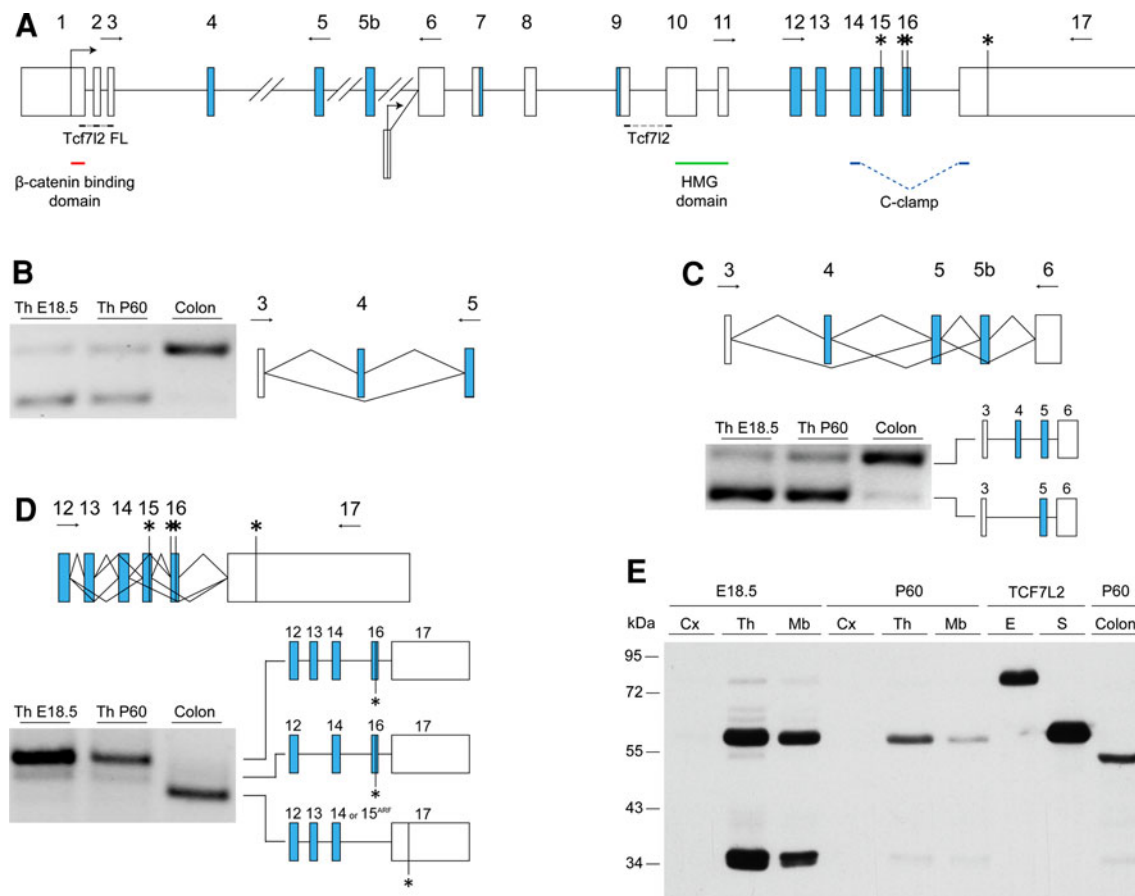 A
1 2 3 4 5 5b 6 7 8 9 10 11 12 13 14 15 16 17
* ** *
Tcf7l2 FL
Tcf7l2
β-catenin binding
domain
HMG
domain
C-clamp
B
Th E18.5 Th P60 Colon
3 4 5
C
3 4 5 5b 6
Th E18.5 Th P60 Colon
3 4 5 6
3 5 6
D
12 13 14 15 16 17
* ** *
Th E18.5 Th P60 Colon
12 13 14 16 17
*
12 14 16 17
*
12 13 14 or 15ARF 17
*
E
E18.5 P60 TCF7L2 P60
kDa Cx Th Mb Cx Th Mb E S Colon
95
72
55
43
34